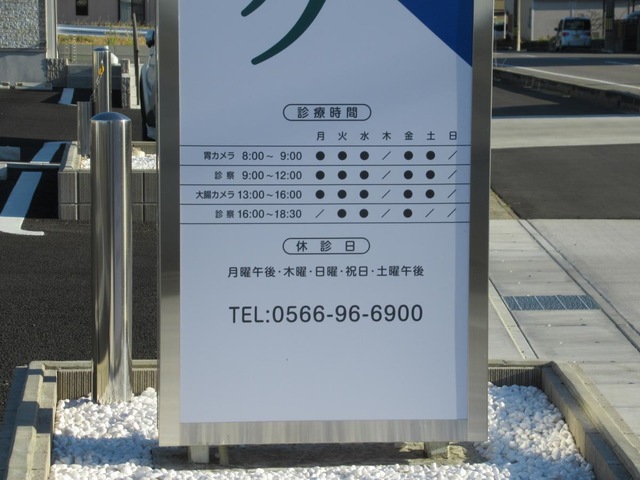 診療時間
月 火 水 木 金 土 日
胃カメラ 8:00～ 9:00 ● ● ● ／ ● ● ／
診 察 9:00～12:00 ● ● ● ／ ● ● ／
大腸カメラ 13:00～16:00 ● ● ● ／ ● ● ／
診 察 16:00～18:30 ／ ● ● ／ ● ／ ／
休 診 日
月曜午後・木曜・日曜・祝日・土曜午後
TEL:0566-96-6900